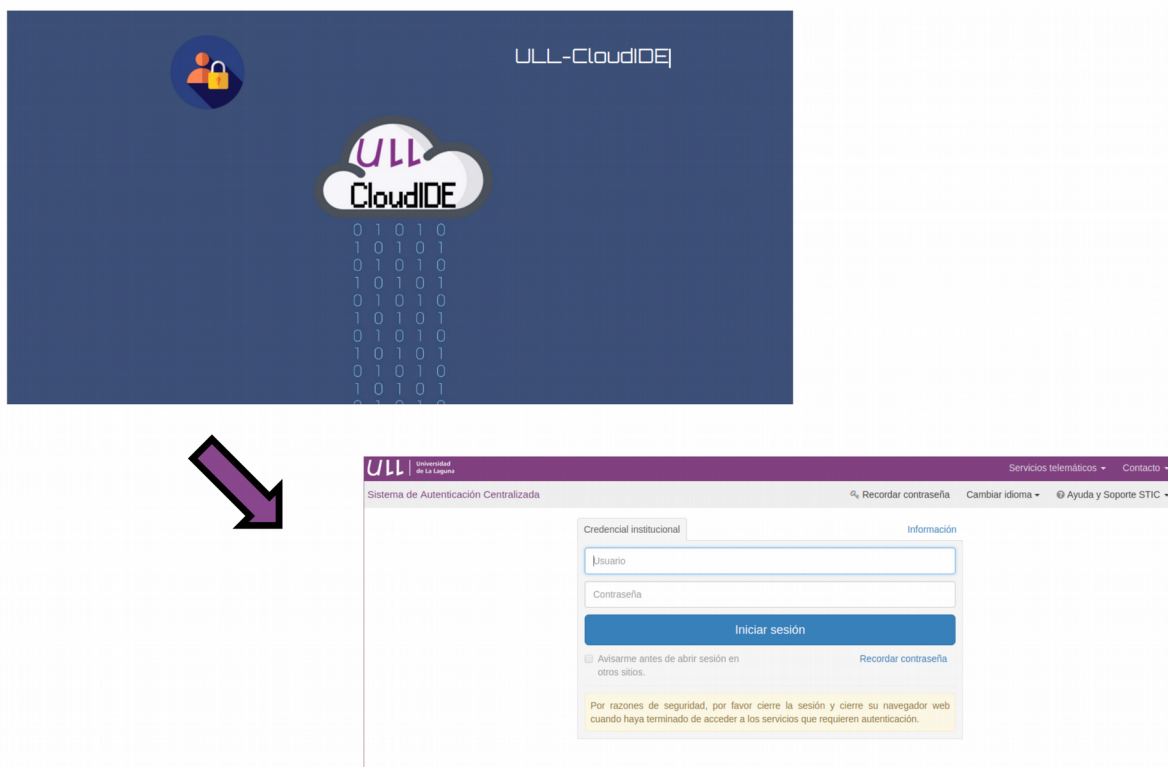 ULL-CloudIDE
ULL
CloudIDE
0 1 0 1 0
1 0 1 0 1
0 1 0 1 0
1 0 1 0 1
0 1 0 1 0
1 0 1 0 1
0 1 0 1 0
1 0 1 0 1
0 1 0 1 0
1 0 1 0 1
0 1 0 1 0
ULL Universidad
de La Laguna
Servicios telemáticos Contacto
Sistema de Autenticación Centralizada
Recordar contraseña Cambiar idioma Ayuda y Soporte STIC
Credencial institucional Información
Usuario
Contraseña
Iniciar sesión
Avisarme antes de abrir sesión en Recordar contraseña
otros sitios.
Por razones de seguridad, por favor cierre la sesión y cierre su navegador web
cuando haya terminado de acceder a los servicios que requieren autenticación.